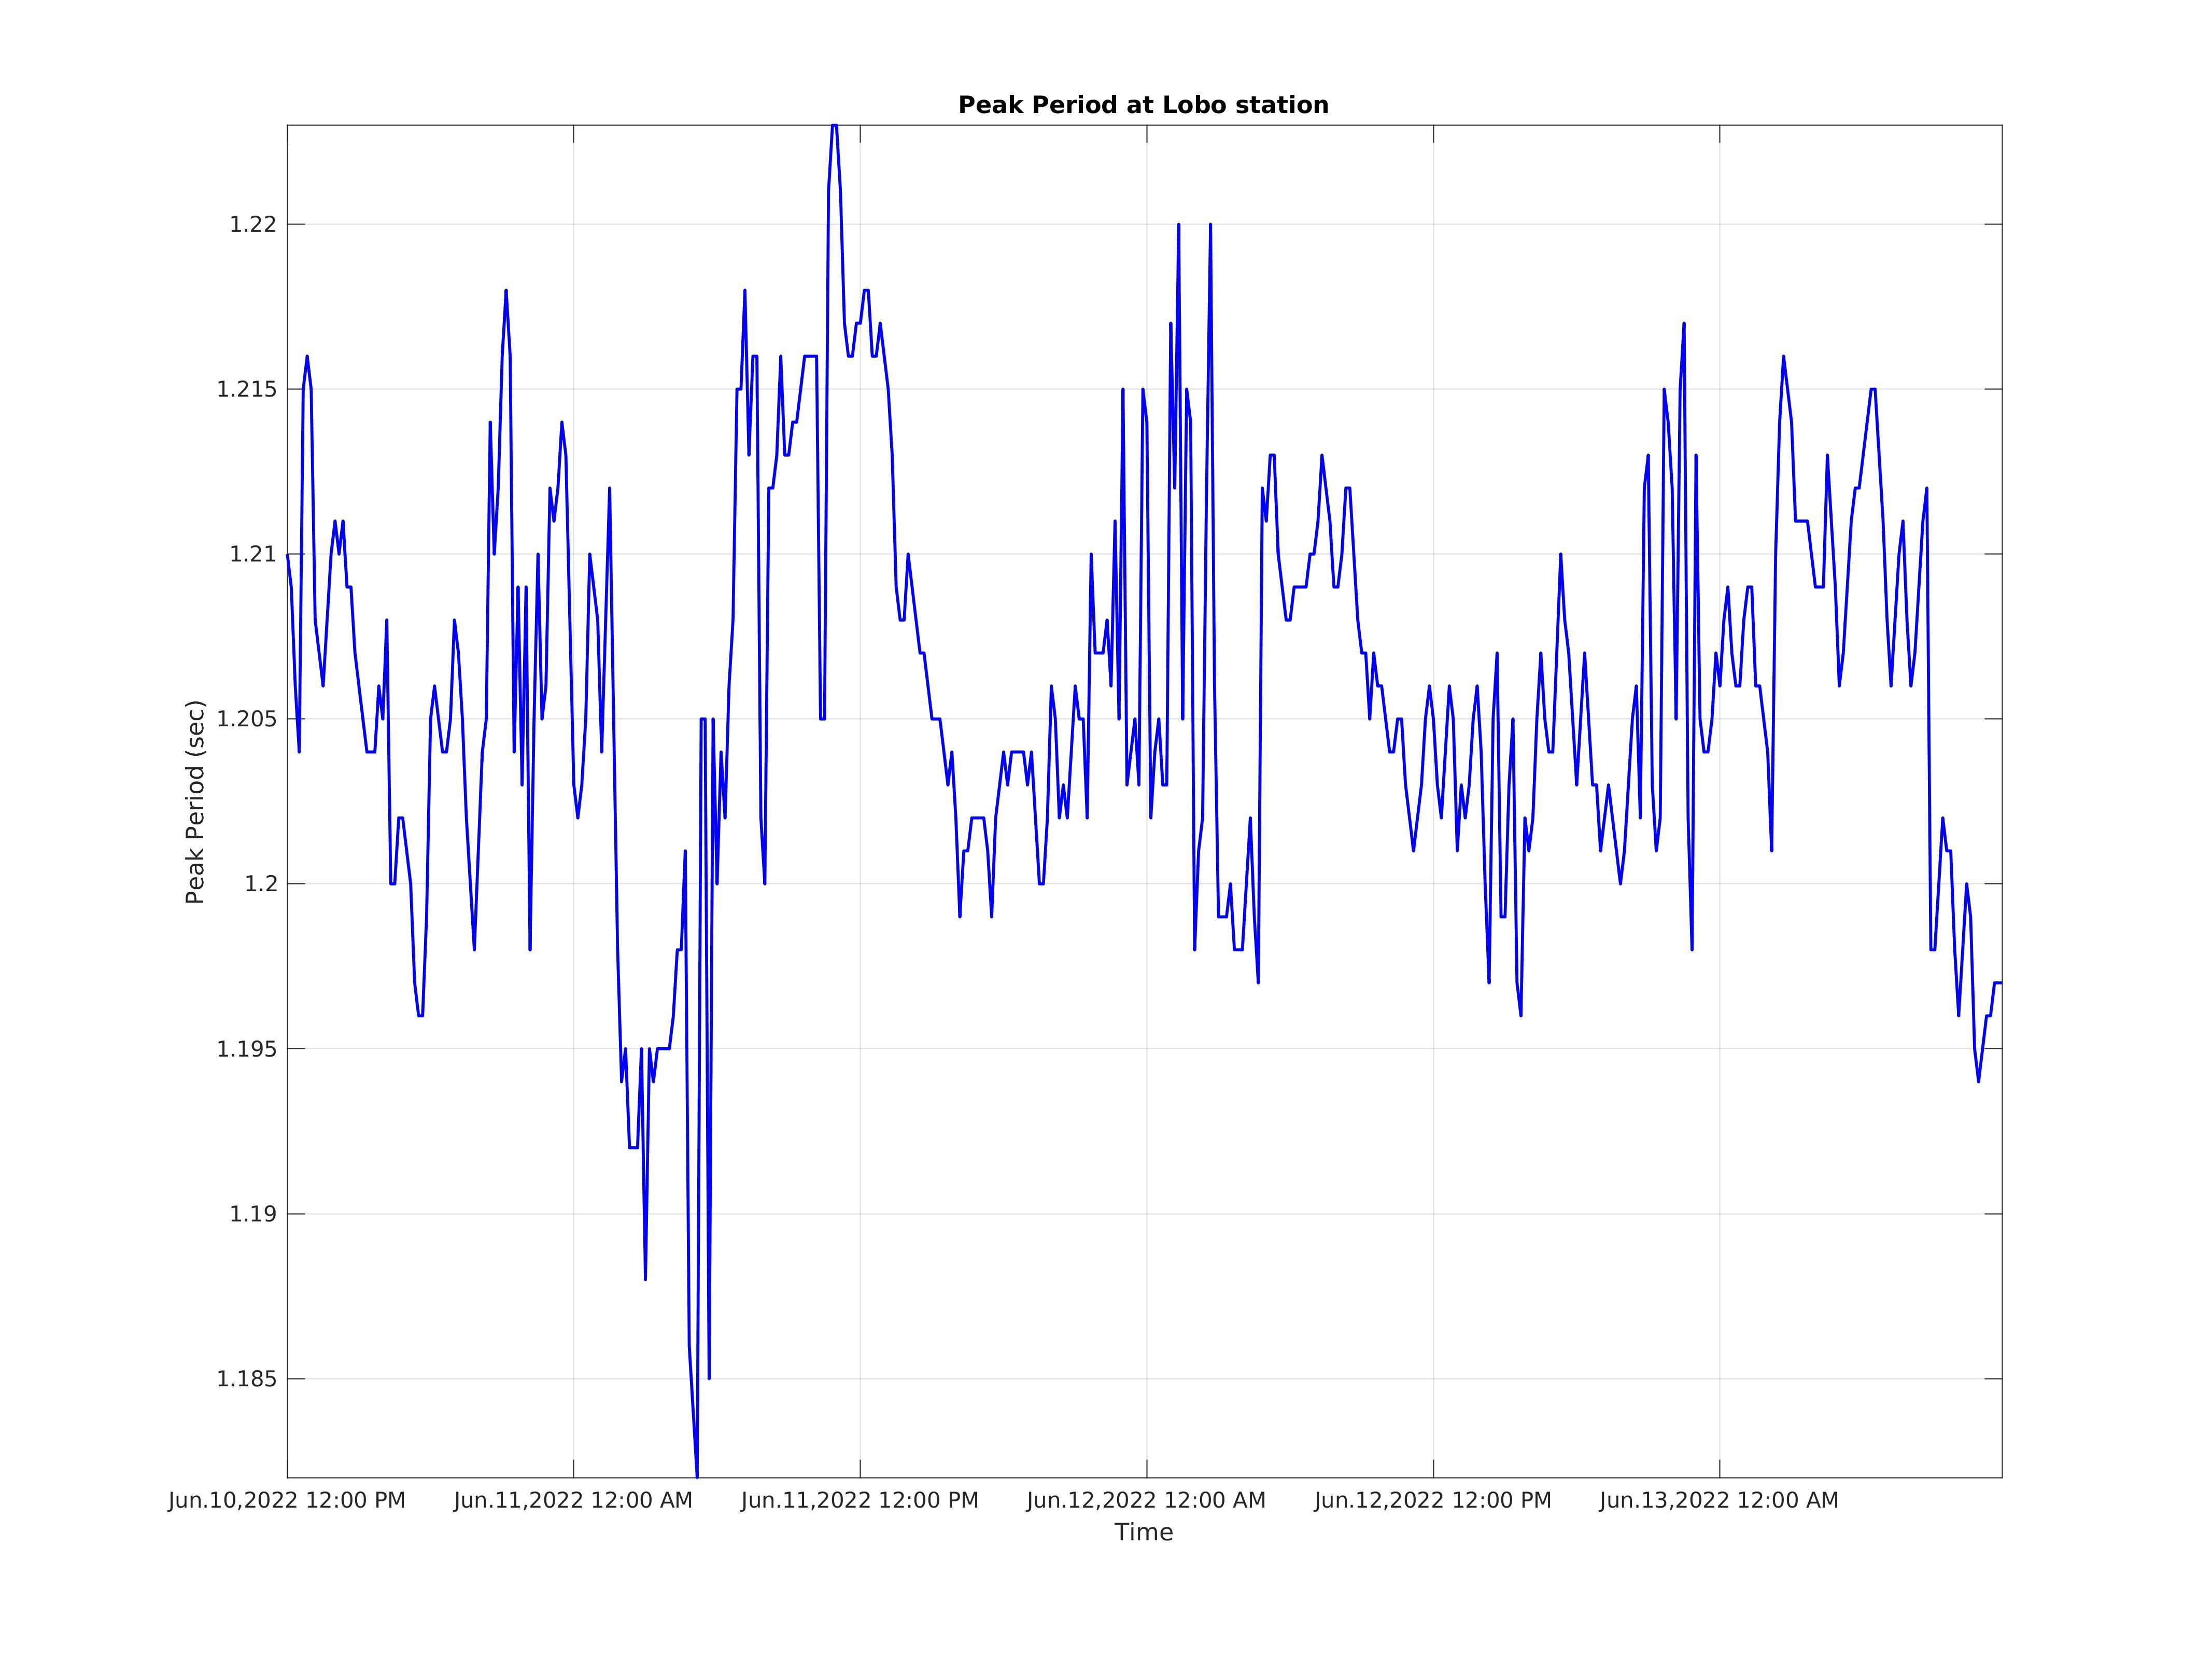 Peak Period at Lobo station
1.22
1.215
1.21
1.205
1.2
1.195
1.19
1.185
Peak Period (sec)
Jun.10,2022 12:00 PM Jun.11,2022 12:00 AM Jun.11,2022 12:00 PM Jun.12,2022 12:00 AM Jun.12,2022 12:00 PM Jun.13,2022 12:00 AM
Time